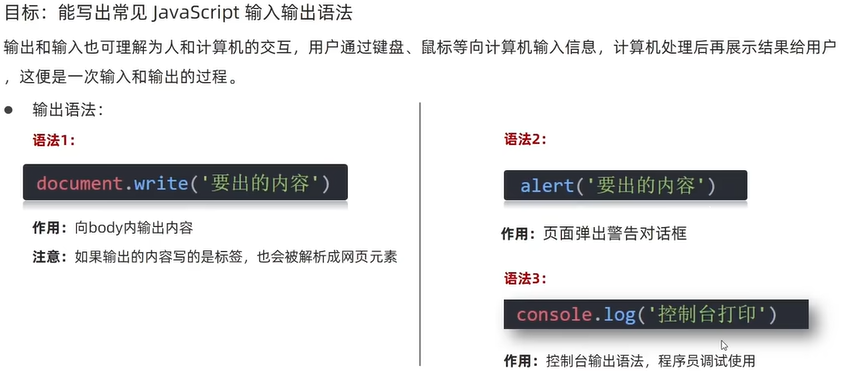 目标：能写出常见 JavaScript 输入输出语法
输出和输入也可理解为人和计算机的交互，用户通过键盘、鼠标等向计算机输入信息，计算机处理后再展示结果给用户
，这便是一次输入和输出的过程。
● 输出语法：
语法1：
document.write('要出的内容')
作用：向body内输出内容
注意：如果输出的内容写的是标签，也会被解析成网页元素
语法2：
alert('要出的内容')
作用：页面弹出警告对话框
语法3：
console.log('控制台打印')
作用：控制台输出语法，程序员调试使用